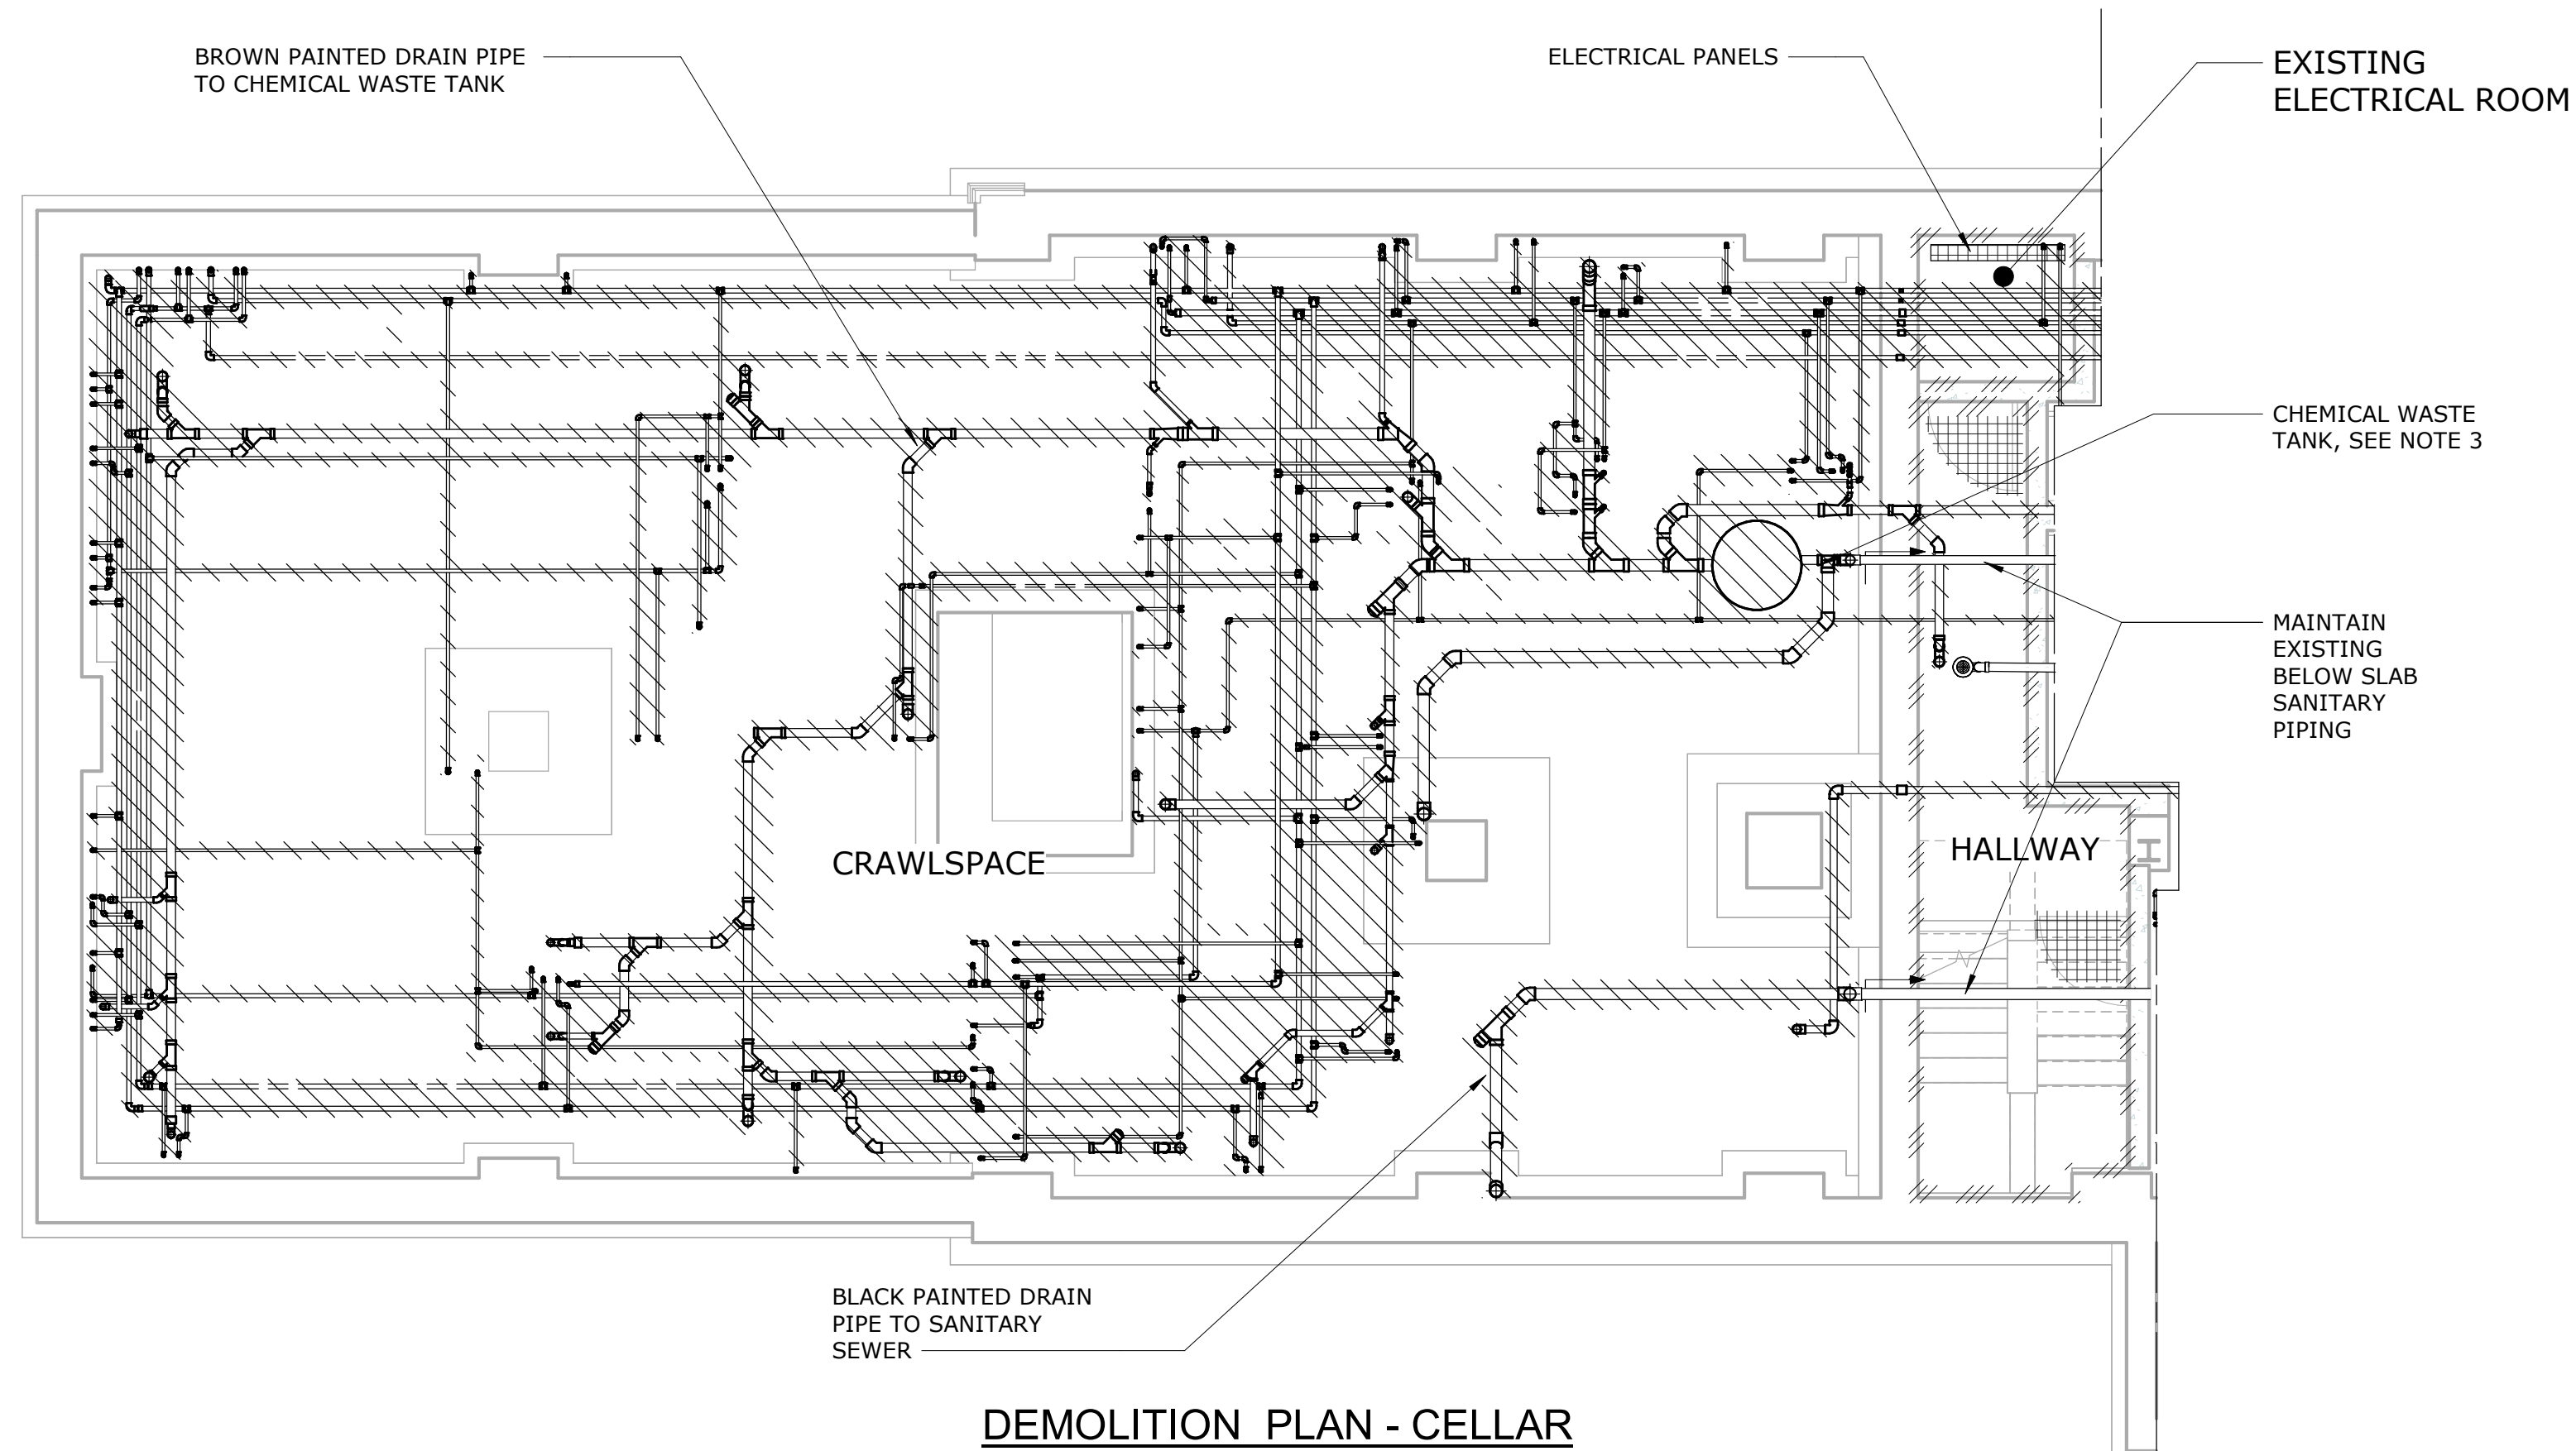 BROWN PAINTED DRAIN PIPE
TO CHEMICAL WASTE TANK
ELECTRICAL PANELS
EXISTING
ELECTRICAL ROOM
CHEMICAL WASTE
TANK, SEE NOTE 3
MAINTAIN
EXISTING
BELOW SLAB
SANITARY
PIPING
CRAWLSPACE
HALLWAY
BLACK PAINTED DRAIN
PIPE TO SANITARY
SEWER
DEMOLITION PLAN - CELLAR